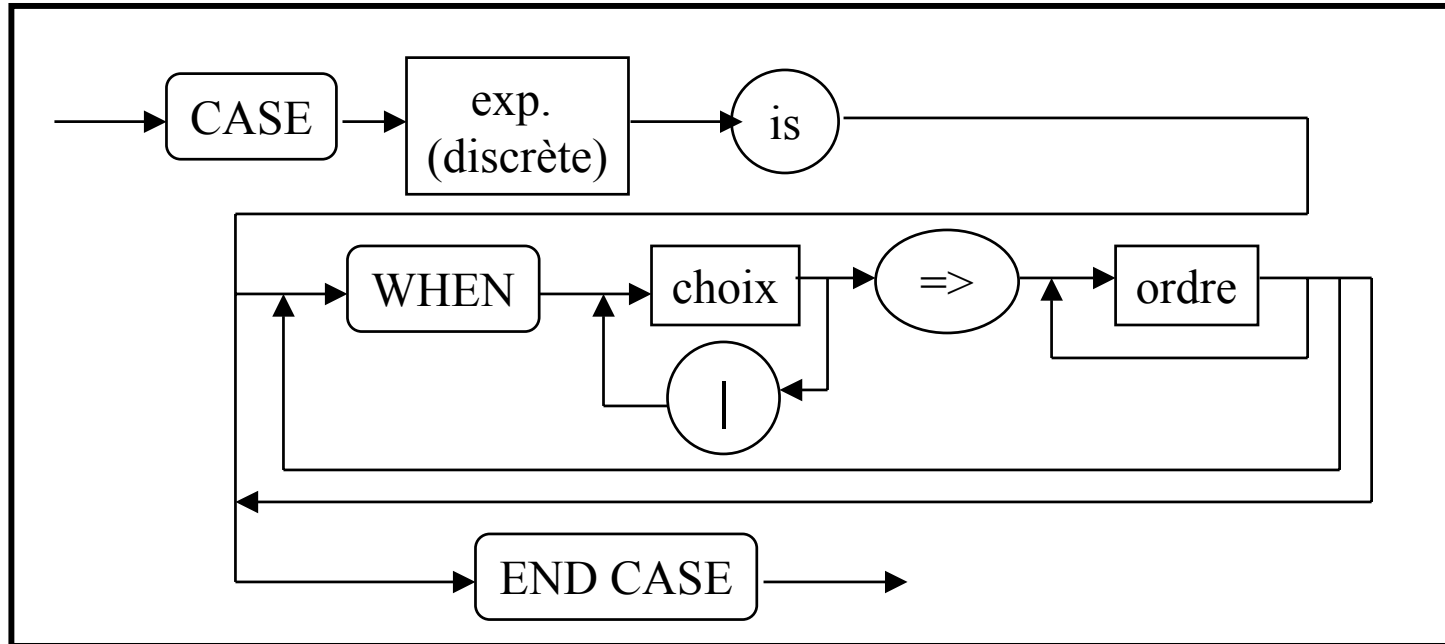 CASE
exp.
(discrète)
is
WHEN
choix
=>
ordre
|
END CASE